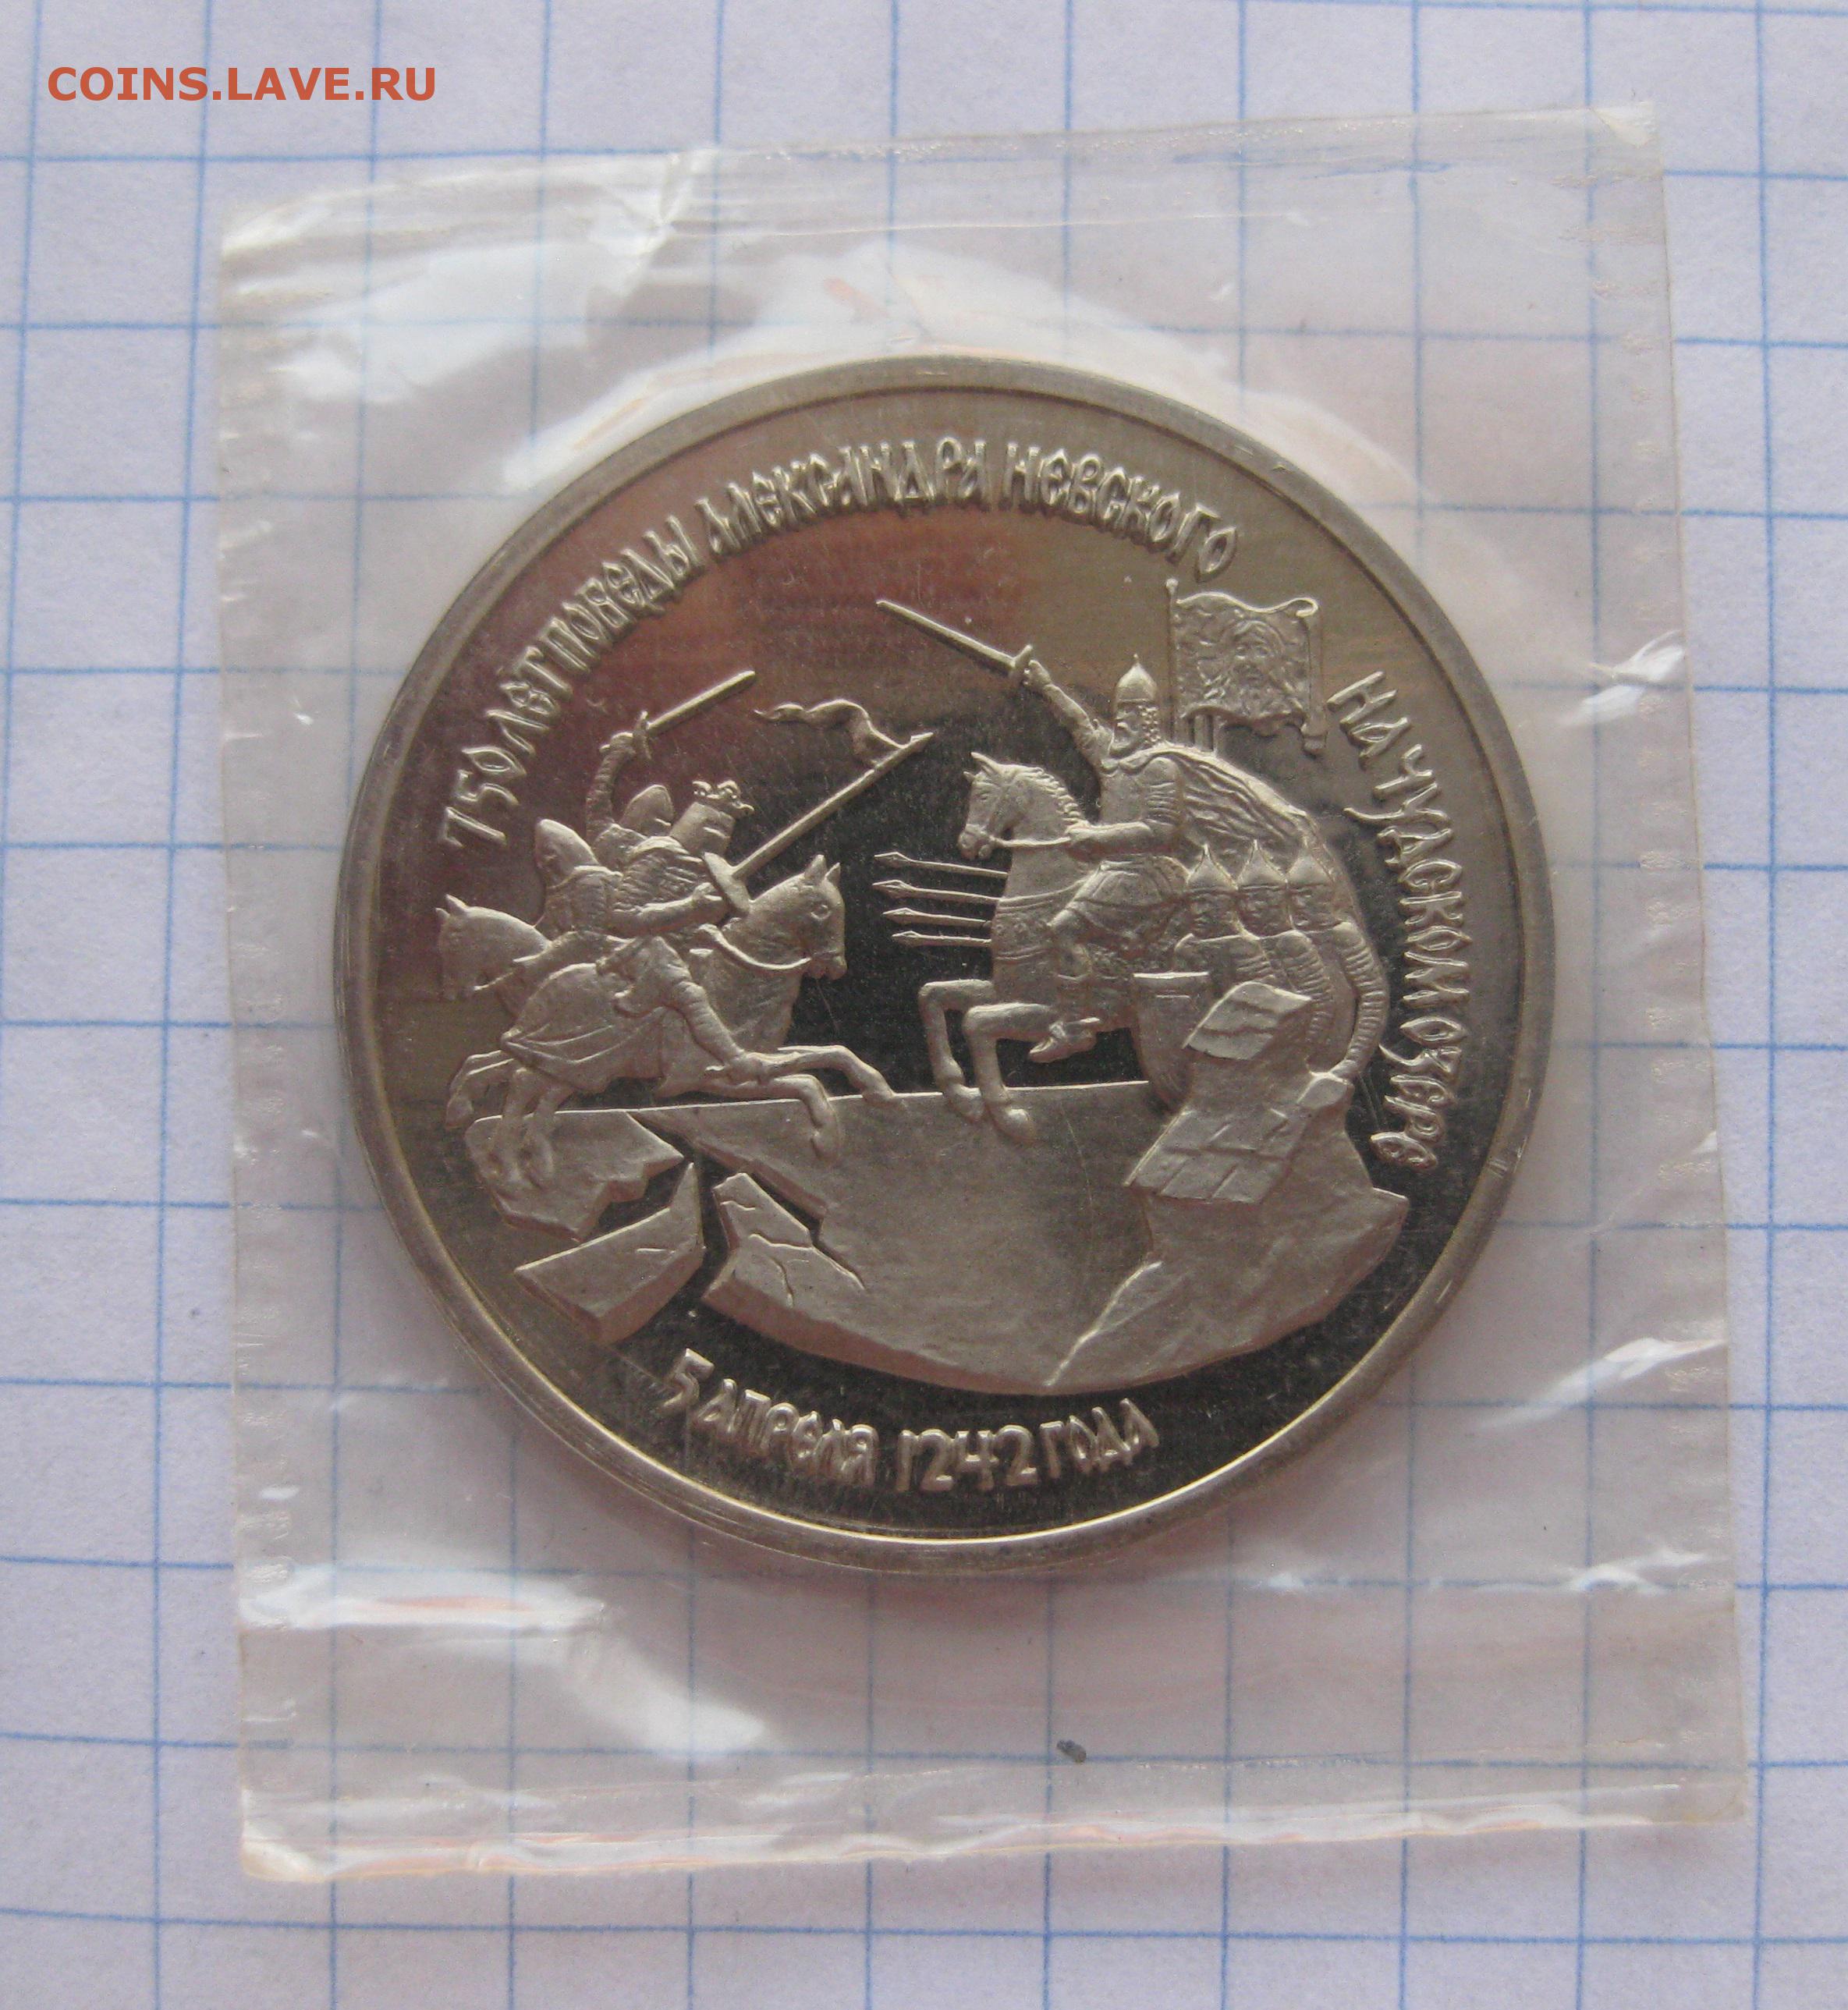 COINS.LAVE.RU
750 ЛЕТ ПОБЕДЫ АЛЕКСАНДРА НЕВСКОГО
НА ЧУДСКОМ ОЗЕРЕ
5 АПРЕЛЯ 1242 ГОДА